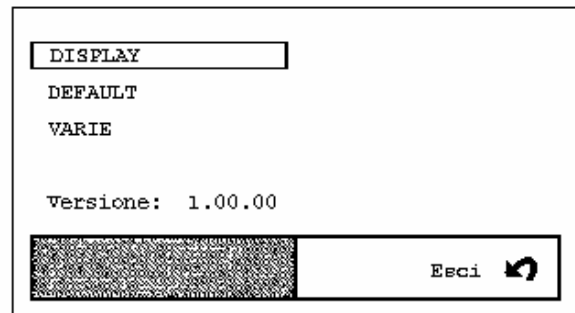 DISPLAY
DEFAULT
VARIE
Versione: 1.00.00
Esci